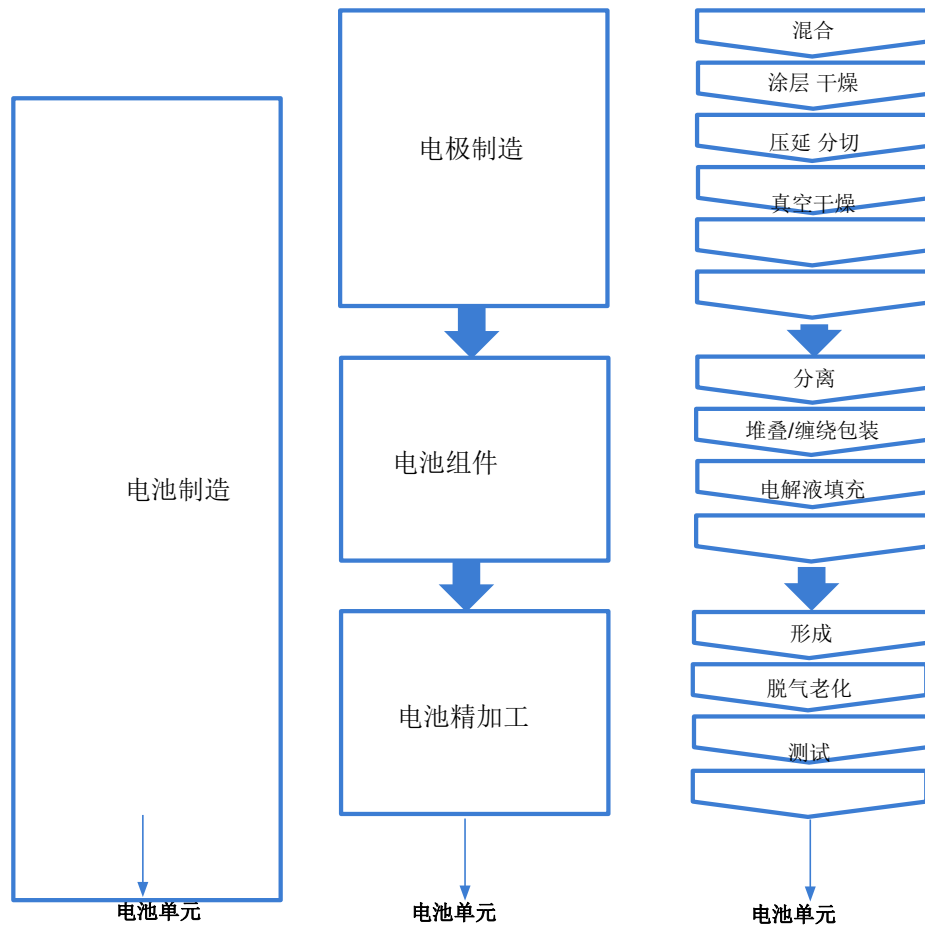 电池制造
电池单元
电极制造
电池组件
电池精加工
电池单元
混合
涂层 干燥
压延 分切
真空干燥
分离
堆叠/缠绕包装
电解液填充
形成
脱气老化
测试
电池单元